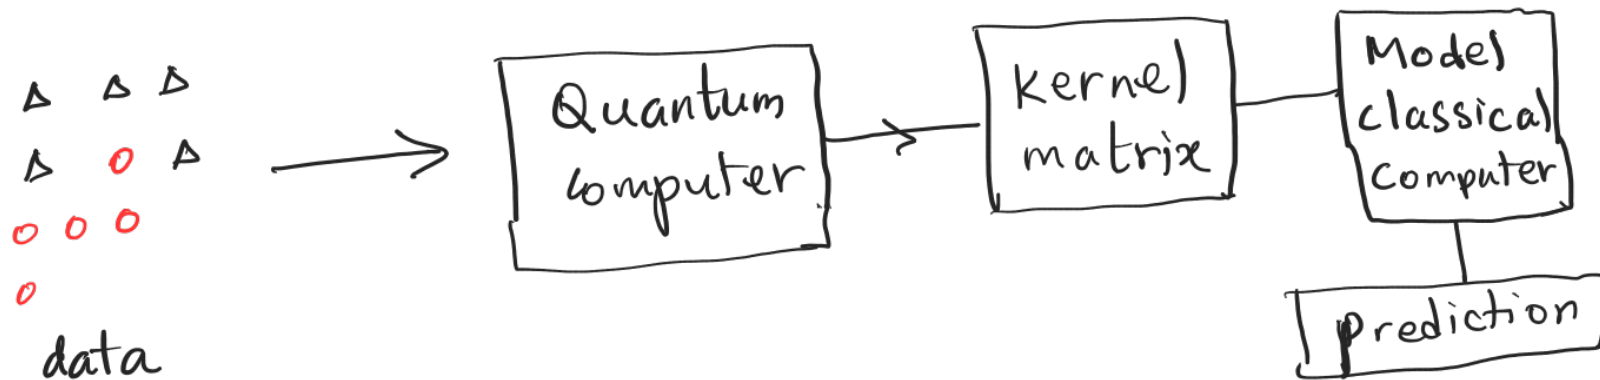 Quantum
computer
Kernel
matrix
Model
classical
computer
prediction
data